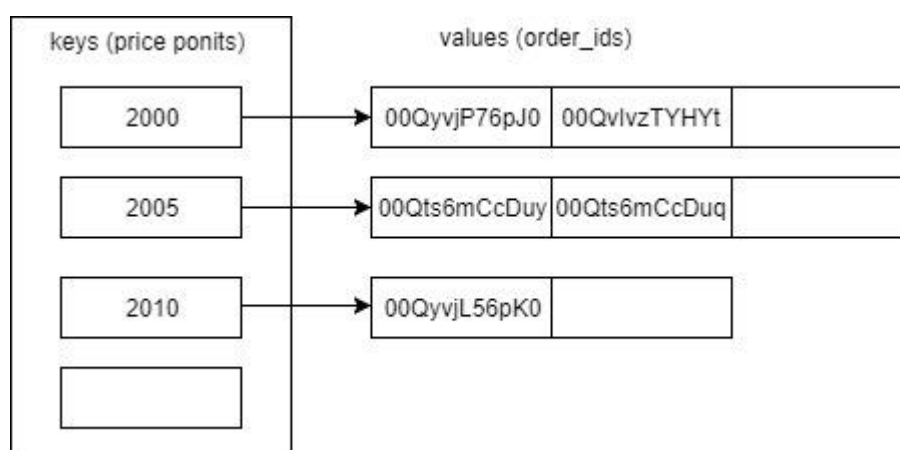 keys (price ponits)
values (order_ids)
2000
00QyvjP76pJ0
00QvlvzTYHYt
2005
00Qts6mCcDuy
00Qts6mCcDuq
2010
00QyvjL56pK0